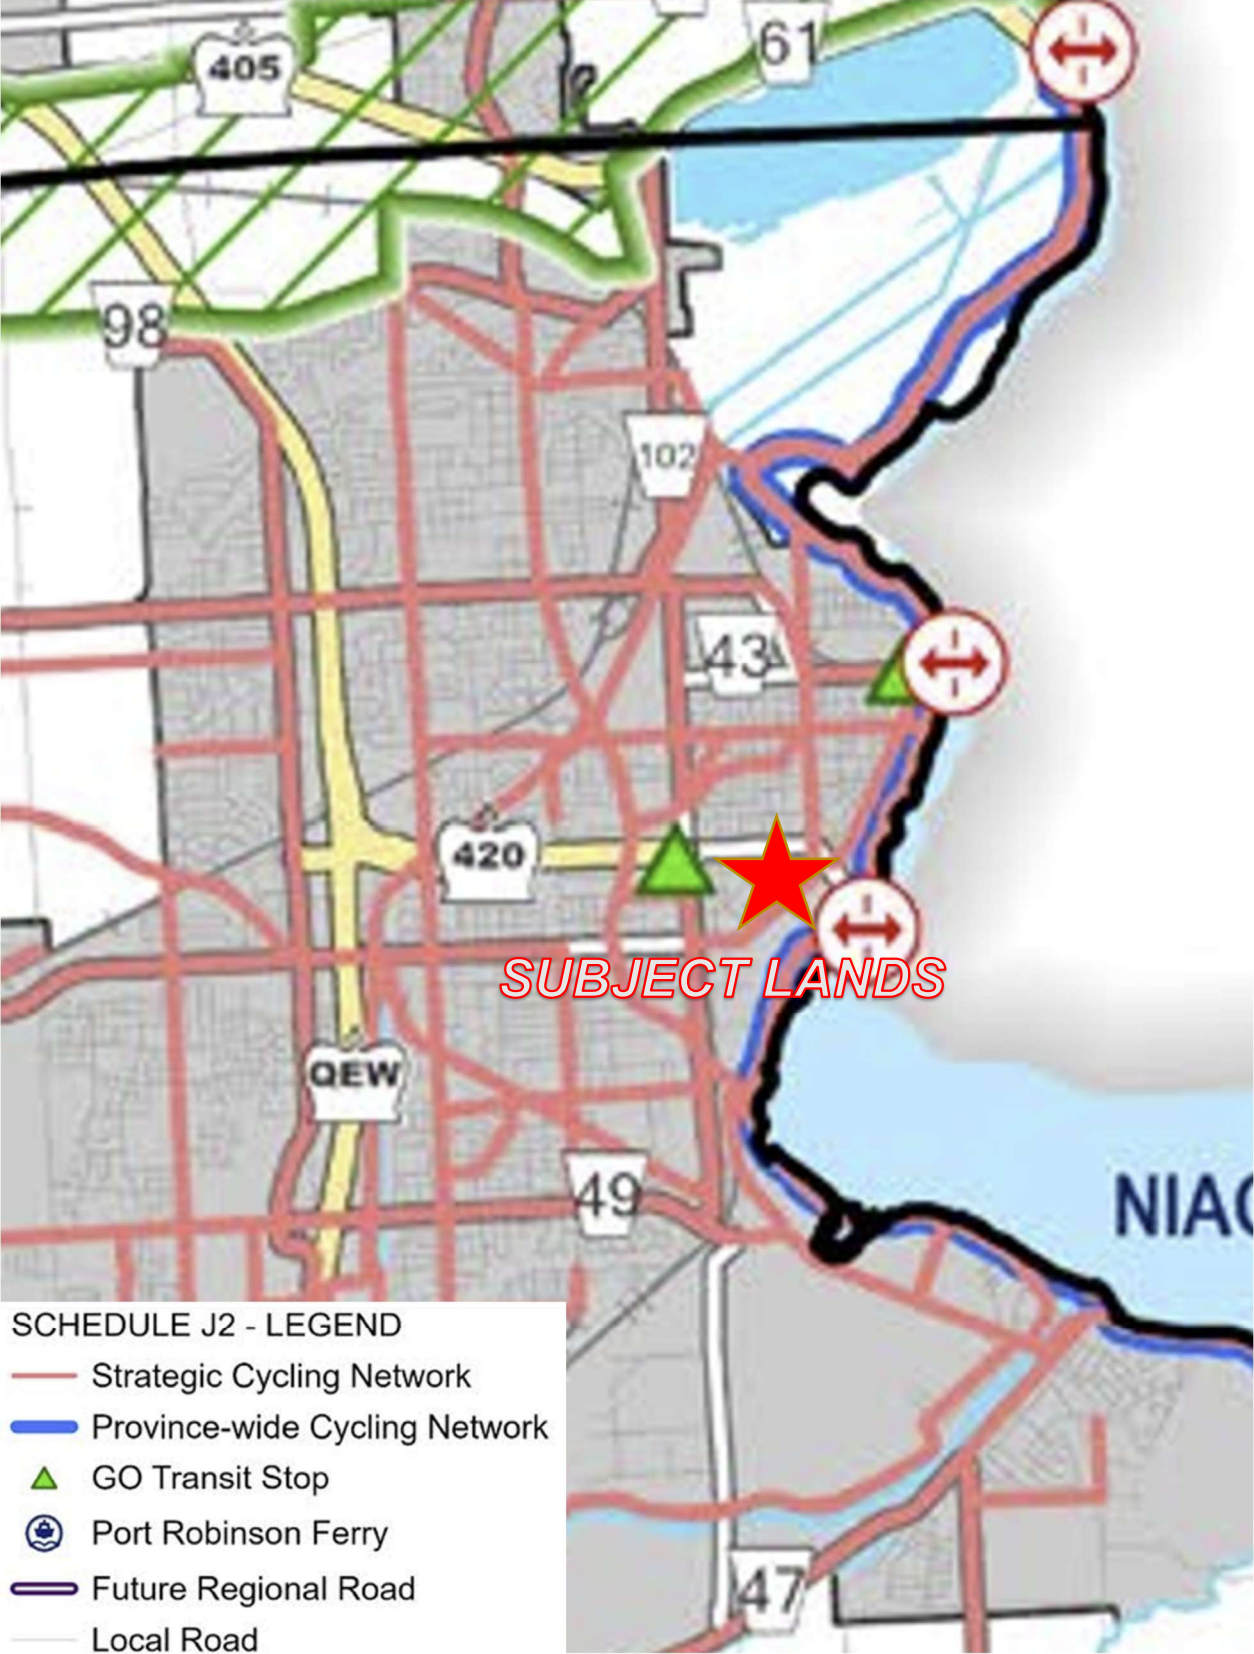 61
405
98
102
43
420
SUBJECT LANDS
QEW
49
NIAG
SCHEDULE J2 - LEGEND
Strategic Cycling Network
Province-wide Cycling Network
GO Transit Stop
Port Robinson Ferry
Future Regional Road
Local Road
47